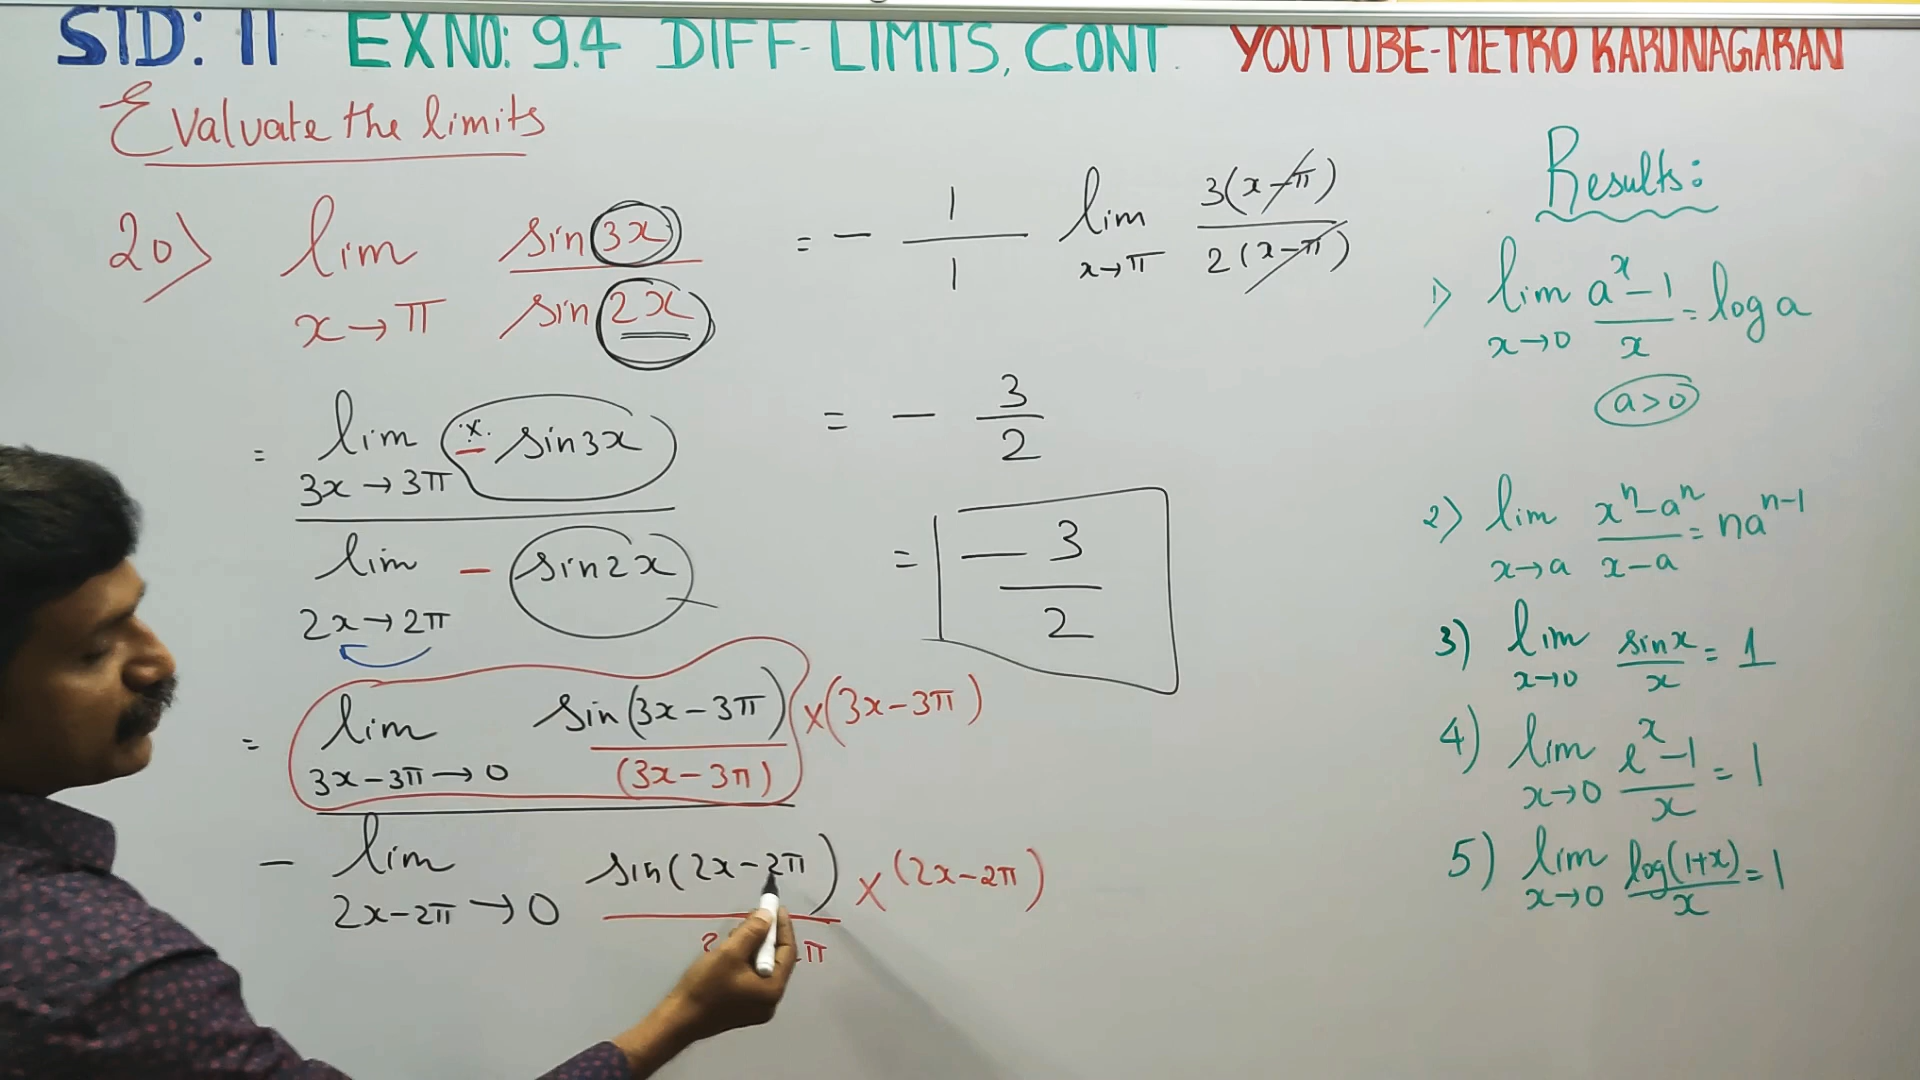 STD: 11 EX NO: 9.4 DIFF- LIMITS, CONT. YOUTUBE-METRO KARUNAGARAN
Evaluate the limits
20) lim x→π sin(3x) / sin(2x)
= lim 3x→3π - sin3x
lim 2x→2π - sin2x
= lim 3x-3π→0 sin(3x-3π) / (3x-3π) x(3x-3π)
- lim 2x-2π→0 sin(2x-2π) / π x (2x-2π)
= - 1/1 lim x→π 3(x-π) / 2(x-π)
= - 3/2
= -3/2
Results:
1) lim x→0 a^x-1 / x = log a
a>0
2) lim x→a x^n-a^n / x-a = na^n-1
3) lim x→0 sinx / x = 1
4) lim x→0 e^x-1 / x = 1
5) lim x→0 log(1+x) / x = 1